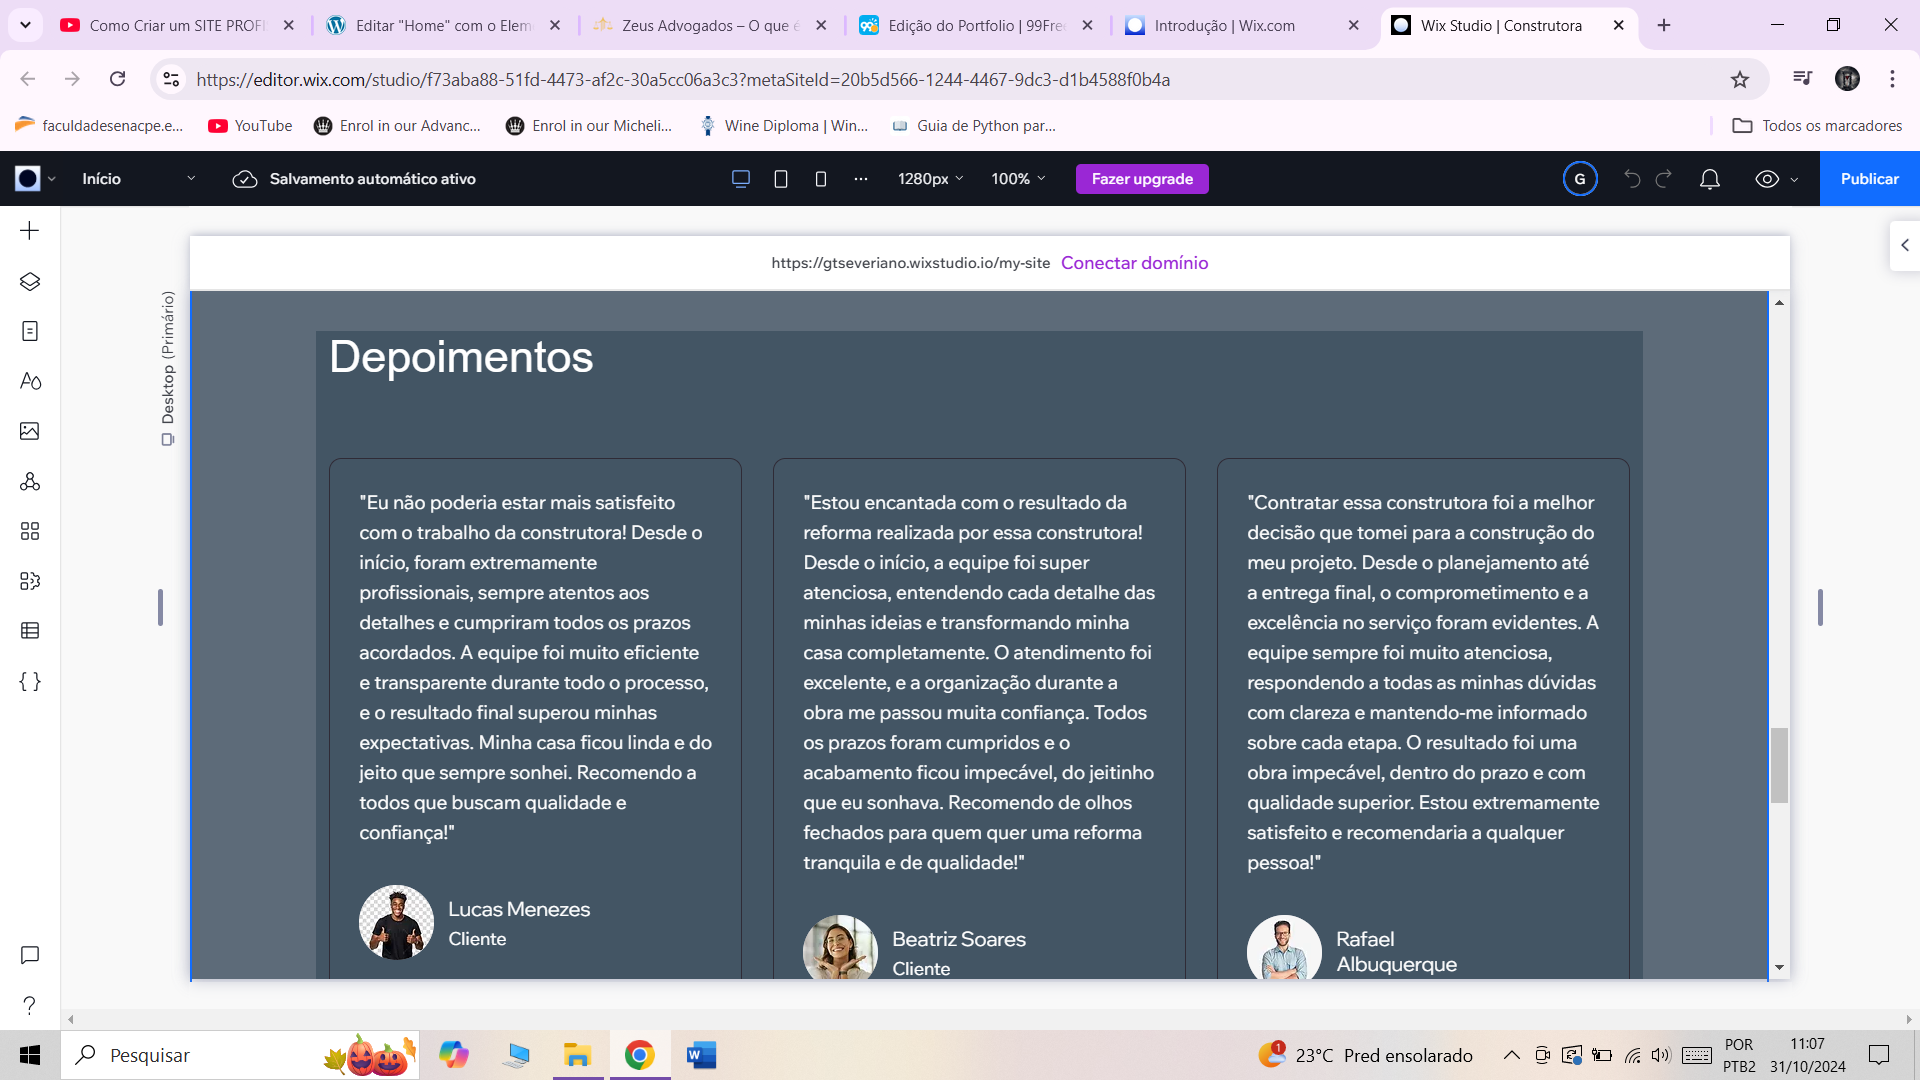 Como Criar um SITE PROFI
Editar "Home" com o Elem
Zeus Advogados – O que é
Edição do Portfolio | 99Fre
Introdução | Wix.com
Wix Studio | Construtora
https://editor.wix.com/studio/f73aba88-51fd-4473-af2c-30a5cc06a3c3?metaSiteId=20b5d566-1244-4467-9dc3-d1b4588f0b4a
faculdadesenacpe.e...
YouTube
Enrol in our Advanc...
Enrol in our Micheli...
Wine Diploma | Win...
Guia de Python par...
Todos os marcadores
Início
Salvamento automático ativo
1280px
100%
Fazer upgrade
G
Publicar
https://gtseveriano.wixstudio.io/my-site Conectar domínio
Desktop (Primário)
Depoimentos
"Eu não poderia estar mais satisfeito
com o trabalho da construtora! Desde o
início, foram extremamente
profissionais, sempre atentos aos
detalhes e cumpriram todos os prazos
acordados. A equipe foi muito eficiente
e transparente durante todo o processo,
e o resultado final superou minhas
expectativas. Minha casa ficou linda e do
jeito que sempre sonhei. Recomendo a
todos que buscam qualidade e
confiança!"
Lucas Menezes
Cliente
"Estou encantada com o resultado da
reforma realizada por essa construtora!
Desde o início, a equipe foi super
atenciosa, entendendo cada detalhe das
minhas ideias e transformando minha
casa completamente. O atendimento foi
excelente, e a organização durante a
obra me passou muita confiança. Todos
os prazos foram cumpridos e o
acabamento ficou impecável, do jeitinho
que eu sonhava. Recomendo de olhos
fechados para quem quer uma reforma
tranquila e de qualidade!"
Beatriz Soares
Cliente
"Contratar essa construtora foi a melhor
decisão que tomei para a construção do
meu projeto. Desde o planejamento até
a entrega final, o comprometimento e a
excelência no serviço foram evidentes. A
equipe sempre foi muito atenciosa,
respondendo a todas as minhas dúvidas
com clareza e mantendo-me informado
sobre cada etapa. O resultado foi uma
obra impecável, dentro do prazo e com
qualidade superior. Estou extremamente
satisfeito e recomendaria a qualquer
pessoa!"
Rafael
Albuquerque
Pesquisar
1
23°C Pred ensolarado
POR
PTB2
11:07
31/10/2024